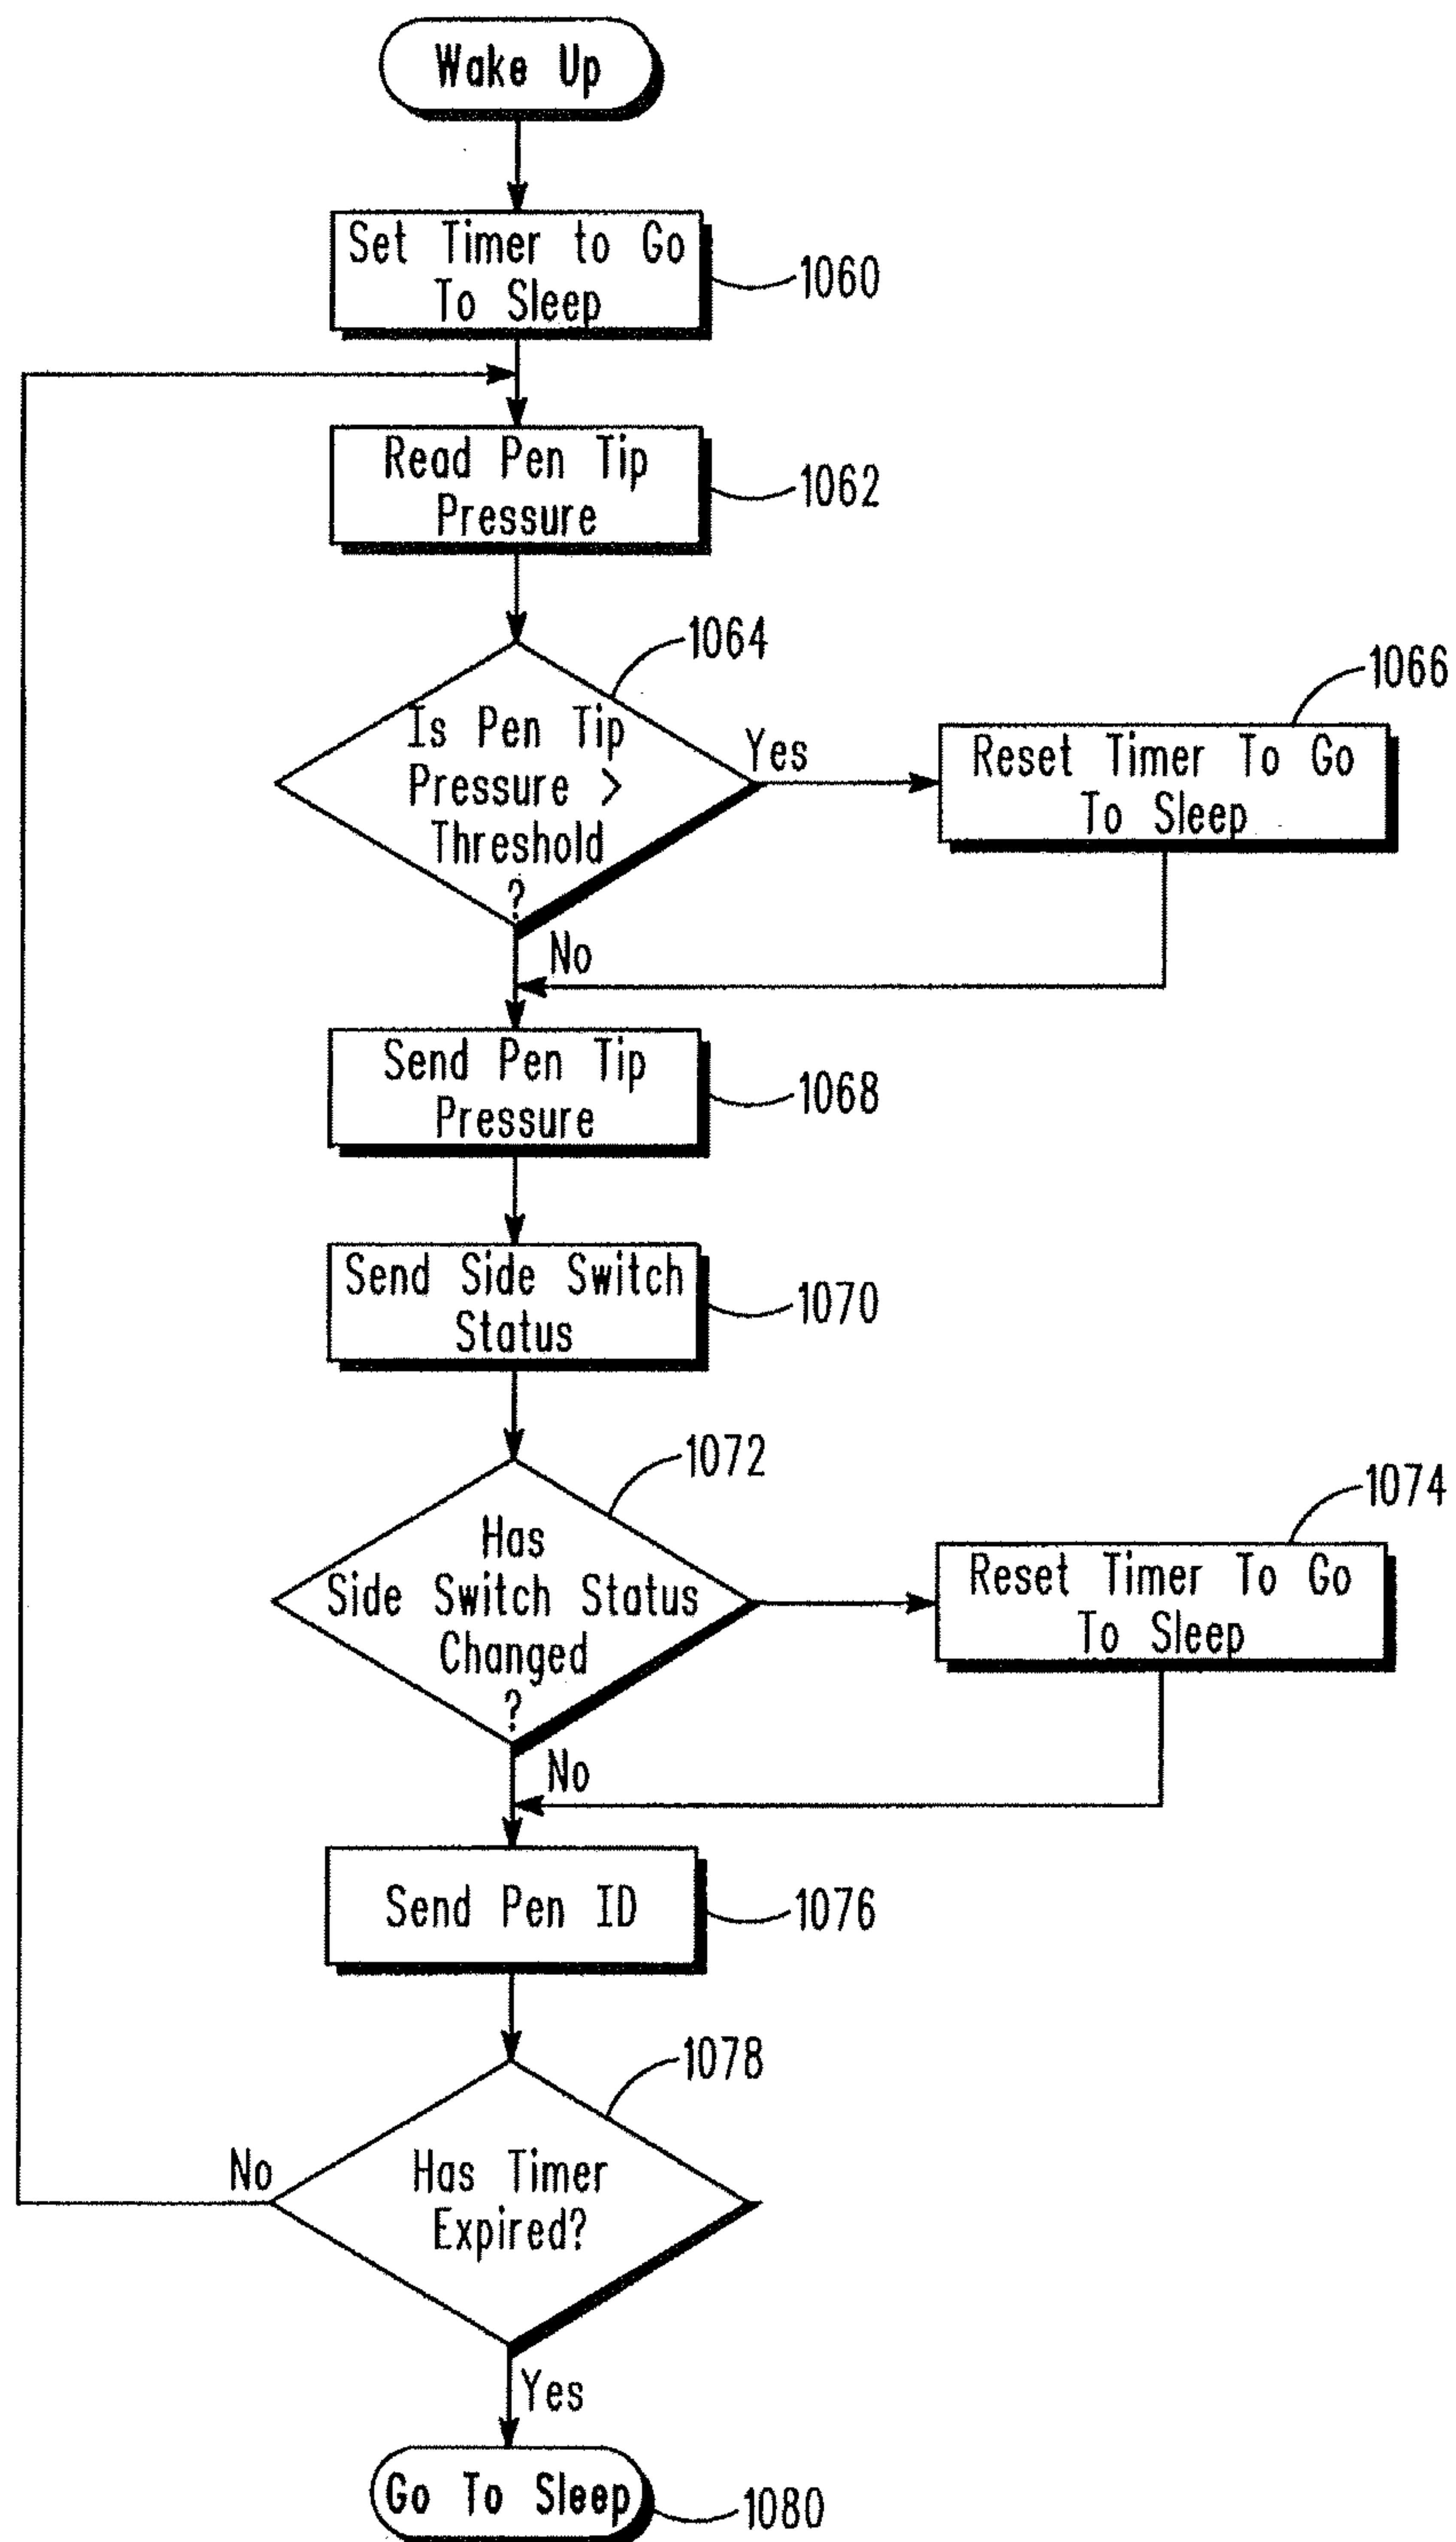 Wake Up
Set Timer to Go
To Sleep
1060
Read Pen Tip
Pressure
1062
1064
Is Pen Tip
Pressure >
Threshold
?
Yes
1066
Reset Timer To Go
To Sleep
No
Send Pen Tip
Pressure
1068
Send Side Switch
Status
1070
1072
Has
Side Switch Status
Changed
?
1074
Reset Timer To Go
To Sleep
No
Send Pen ID
1076
1078
No
Has Timer
Expired?
Yes
Go To Sleep
1080